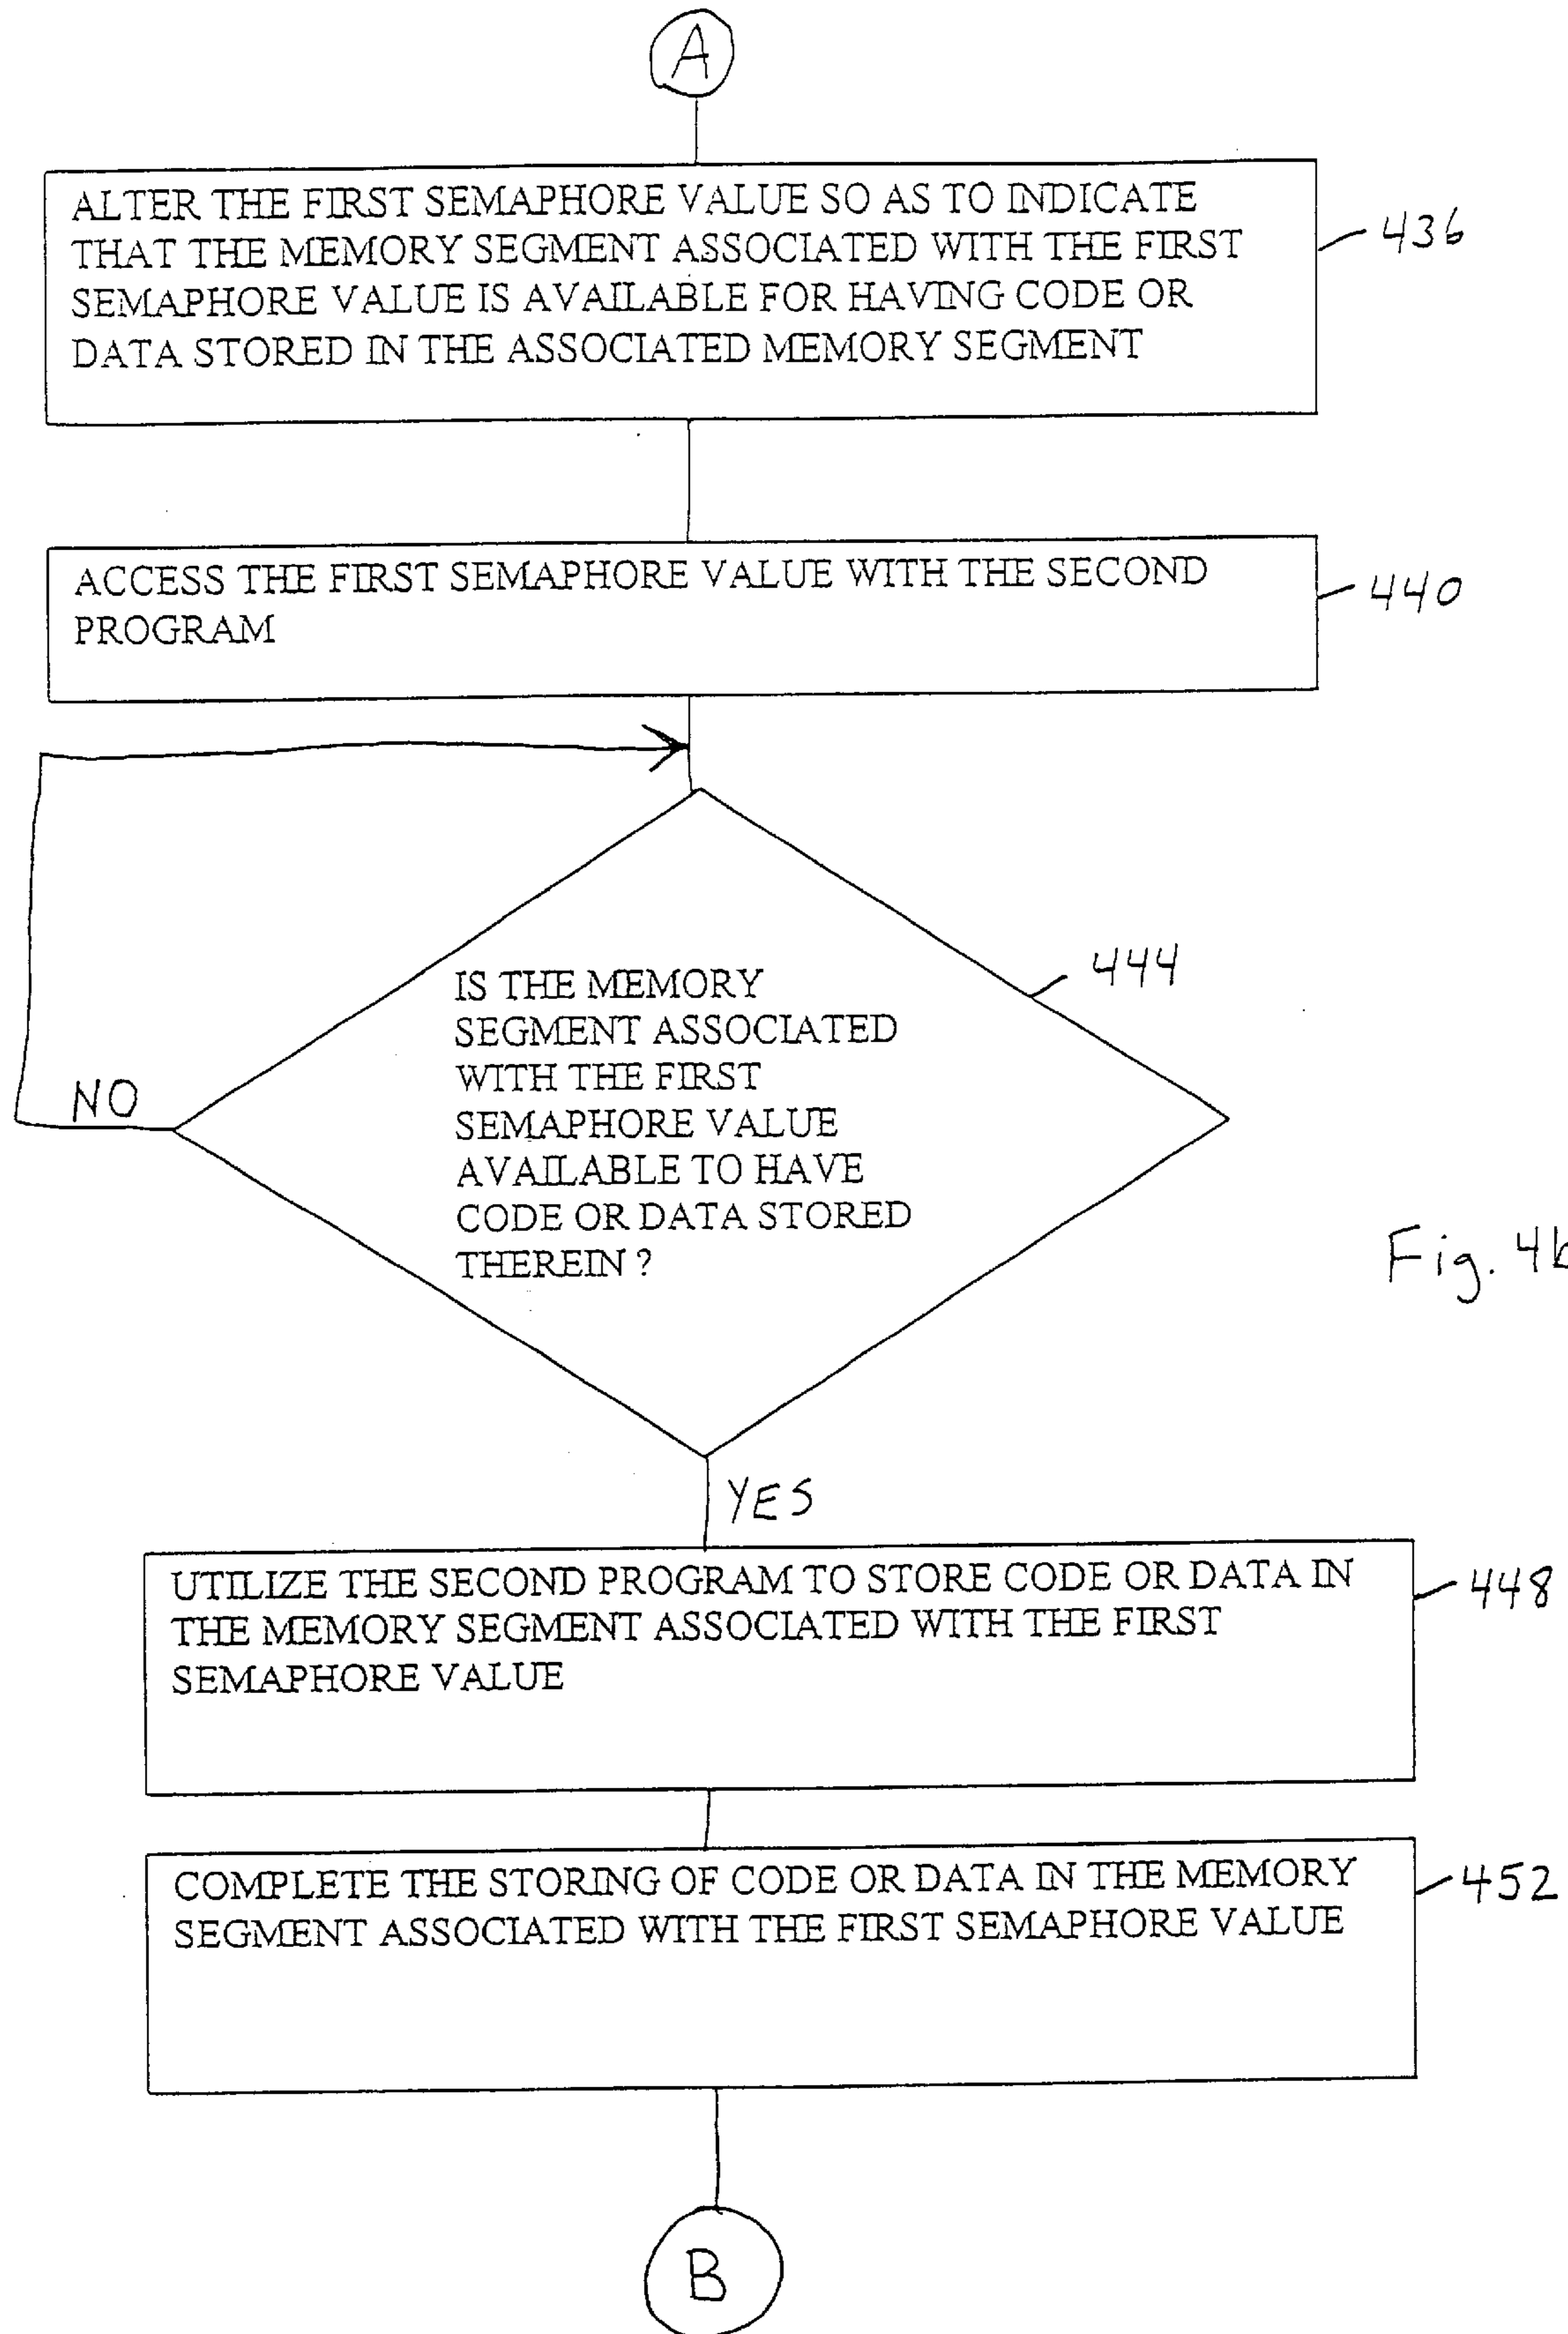 A
ALTER THE FIRST SEMAPHORE VALUE SO AS TO INDICATE
THAT THE MEMORY SEGMENT ASSOCIATED WITH THE FIRST
SEMAPHORE VALUE IS AVAILABLE FOR HAVING CODE OR
DATA STORED IN THE ASSOCIATED MEMORY SEGMENT
436
ACCESS THE FIRST SEMAPHORE VALUE WITH THE SECOND
PROGRAM
440
IS THE MEMORY
SEGMENT ASSOCIATED
WITH THE FIRST
SEMAPHORE VALUE
AVAILABLE TO HAVE
CODE OR DATA STORED
THEREIN ?
444
NO
Fig. 4b
YES
UTILIZE THE SECOND PROGRAM TO STORE CODE OR DATA IN
THE MEMORY SEGMENT ASSOCIATED WITH THE FIRST
SEMAPHORE VALUE
448
COMPLETE THE STORING OF CODE OR DATA IN THE MEMORY
SEGMENT ASSOCIATED WITH THE FIRST SEMAPHORE VALUE
452
B